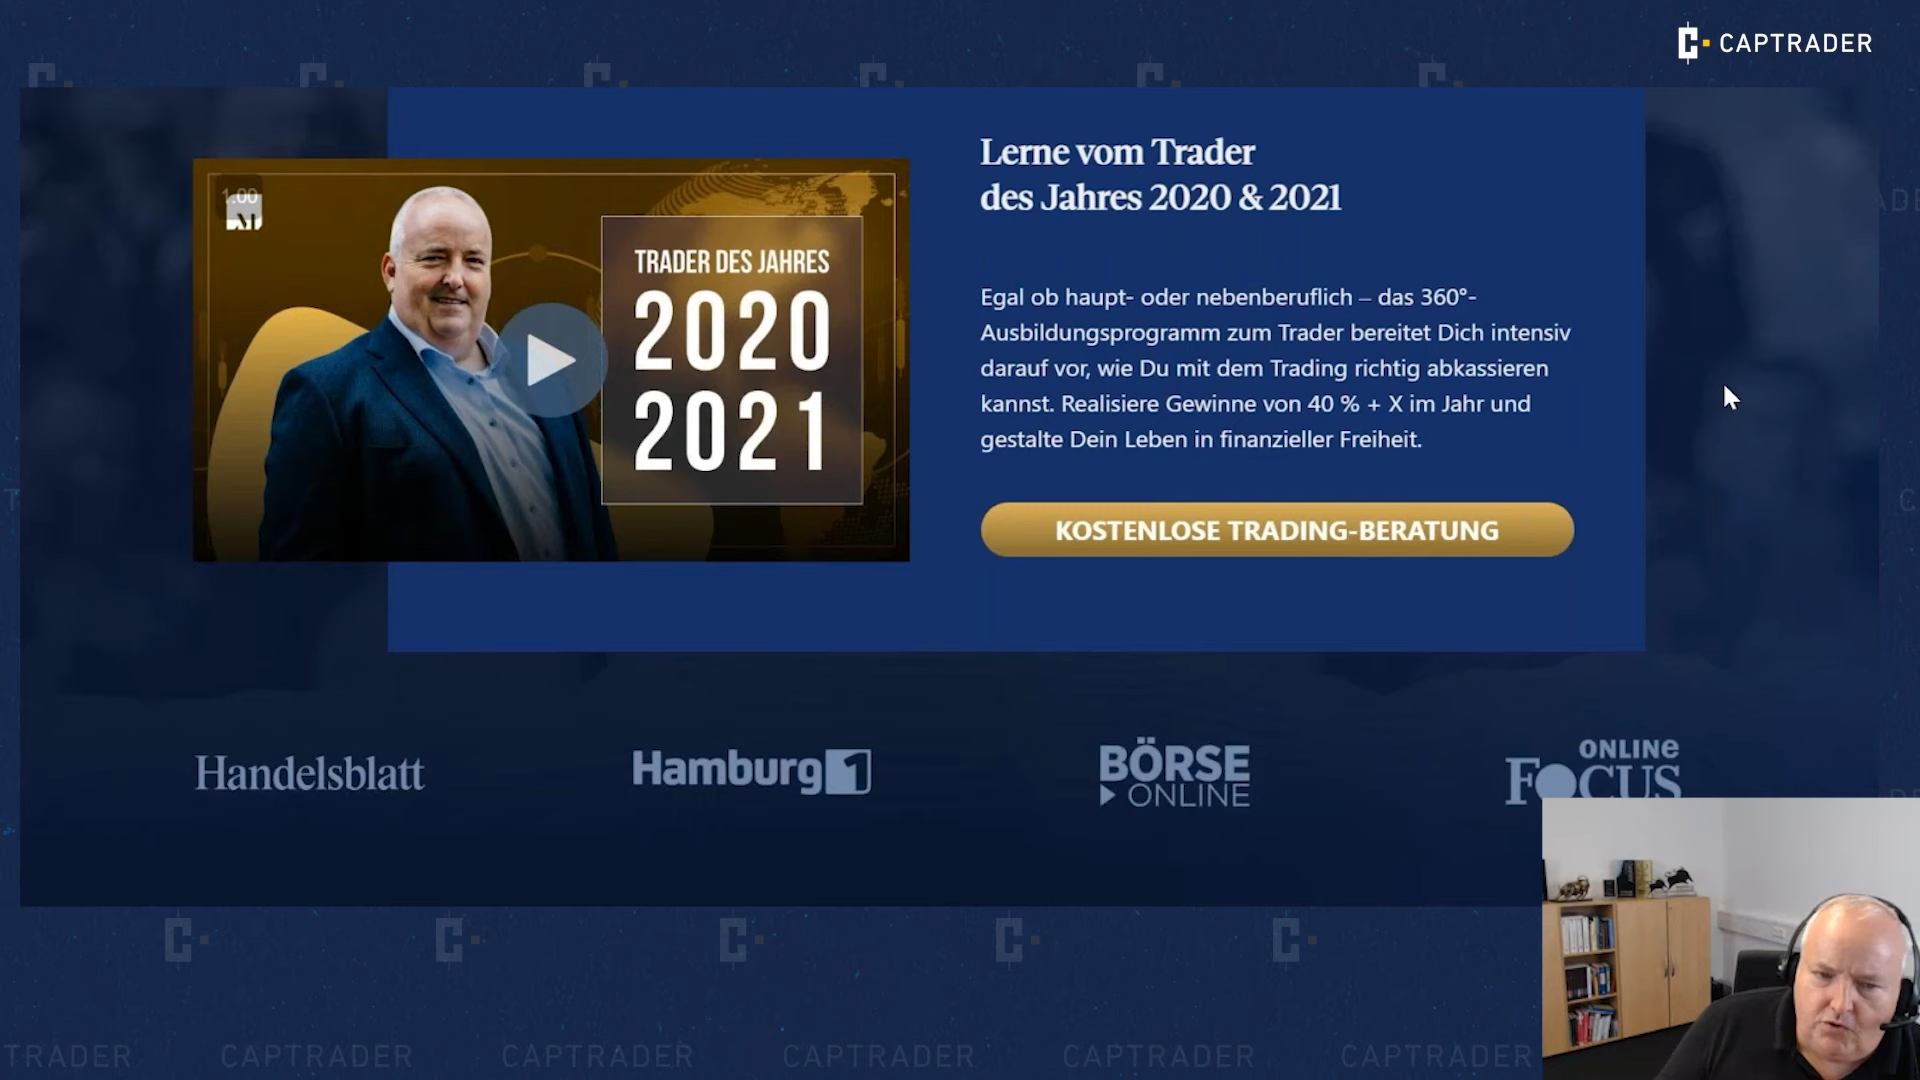 CAPTRADER
Lerne vom Trader
des Jahres 2020 & 2021
1.00
TRADER DES JAHRES
2020
2021
Egal ob haupt- oder nebenberuflich – das 360°-
Ausbildungsprogramm zum Trader bereitet Dich intensiv
darauf vor, wie Du mit dem Trading richtig abkassieren
kannst. Realisiere Gewinne von 40 % + X im Jahr und
gestalte Dein Leben in finanzieller Freiheit.
KOSTENLOSE TRADING-BERATUNG
Handelsblatt
Hamburg 1
BÖRSE
ONLINE
ONLINE
FOCUS
TRADER
CAPTRADER
CAPTRADER
CAPTRADER
CAPTRADER
CAPTRADER